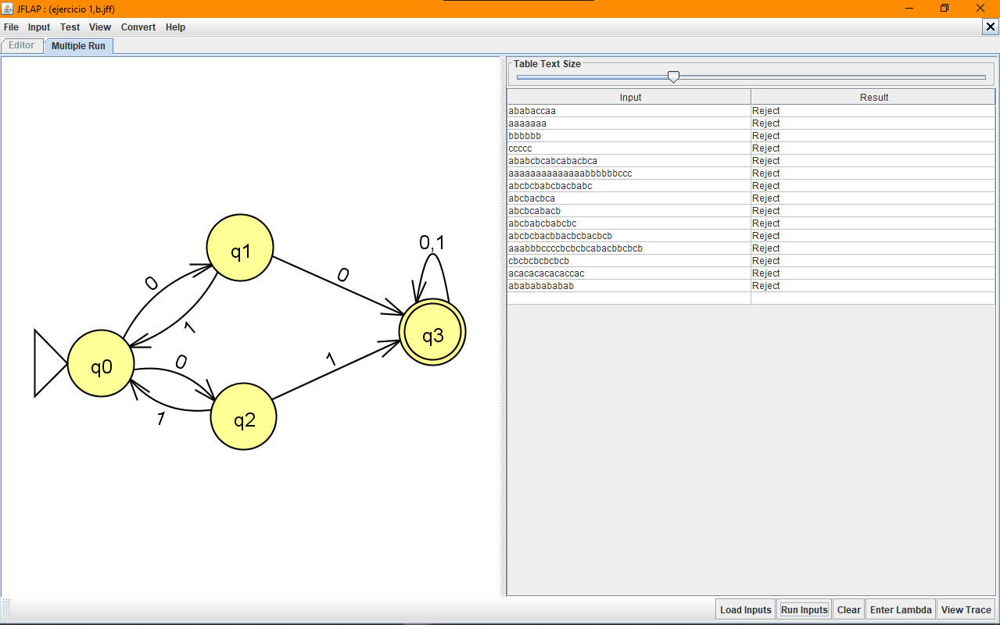 JFLAP : (ejercicio 1,b.jff)
File Input Test View Convert Help
Editor Multiple Run
Table Text Size
Input Result
ababaccaa Reject
aaaaaaa Reject
bbbbbb Reject
ccccc Reject
ababcbcabcabacbca Reject
aaaaaaaaaaaaaabbbbbbccc Reject
abcbcbabcbacbabc Reject
abcbacbca Reject
abcbcabacb Reject
abcbabcbabcbc Reject
abcbcbacbbacbcbacbcb Reject
aaabbbccccbcbcbcabacbbcbcb Reject
cbcbcbcbcbcb Reject
acacacacacaccac Reject
abababababab Reject
q1
0,1
0
0
1
q3
q0
0
1
1
q2
Load Inputs Run Inputs Clear Enter Lambda View Trace